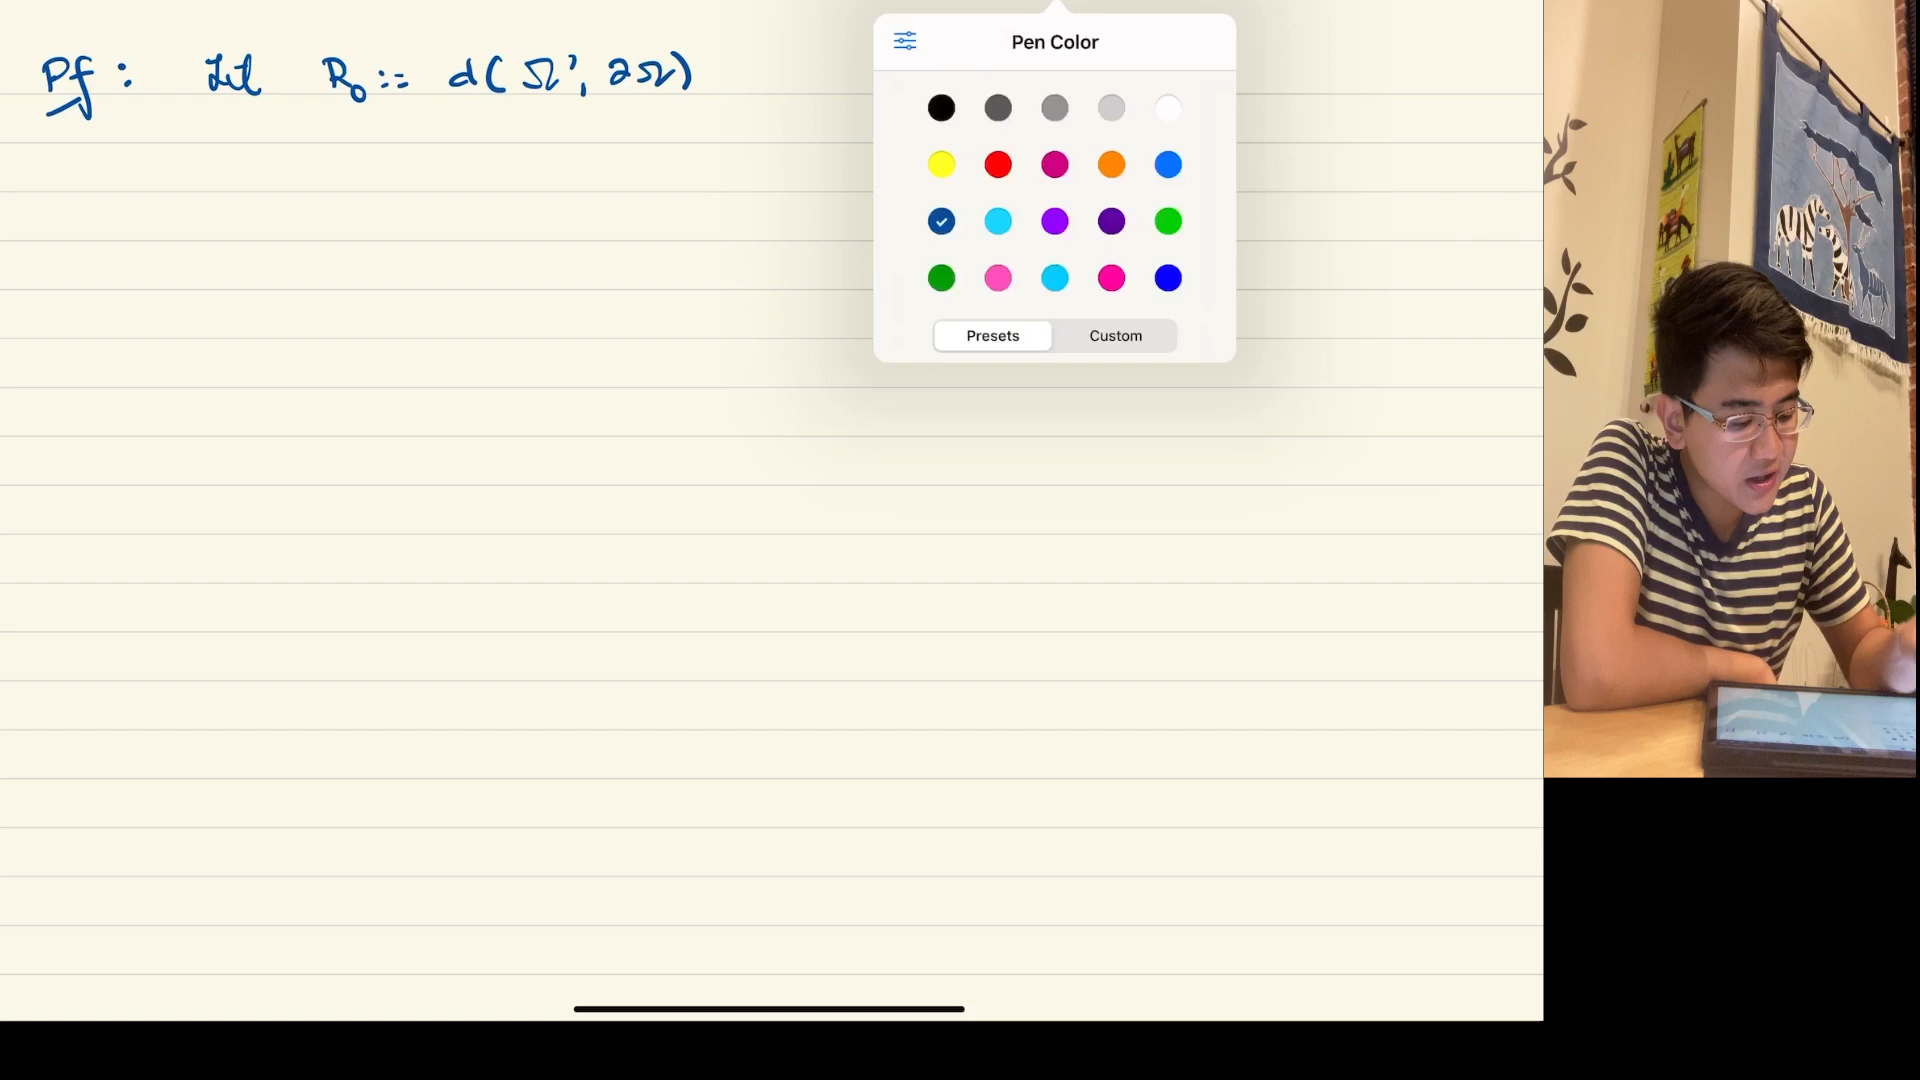 Pf : Let R₀ := d(Ω', ∂Ω)
Pen Color
Presets Custom